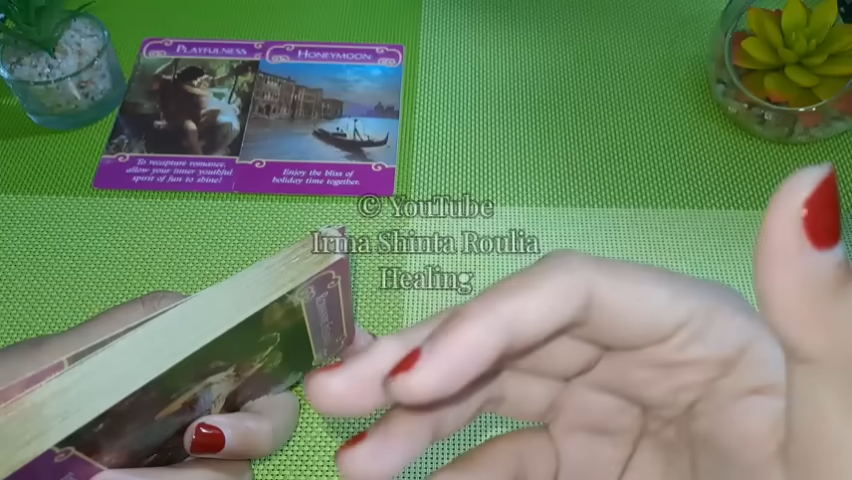 PLAYFULNESS
HONEYMOON
To recapture romance,
allow your inner youthful
spirit of fun to shine!
Enjoy the bliss of
holiday time together.
© YouTube
Irma Shinta Roulia
Healing